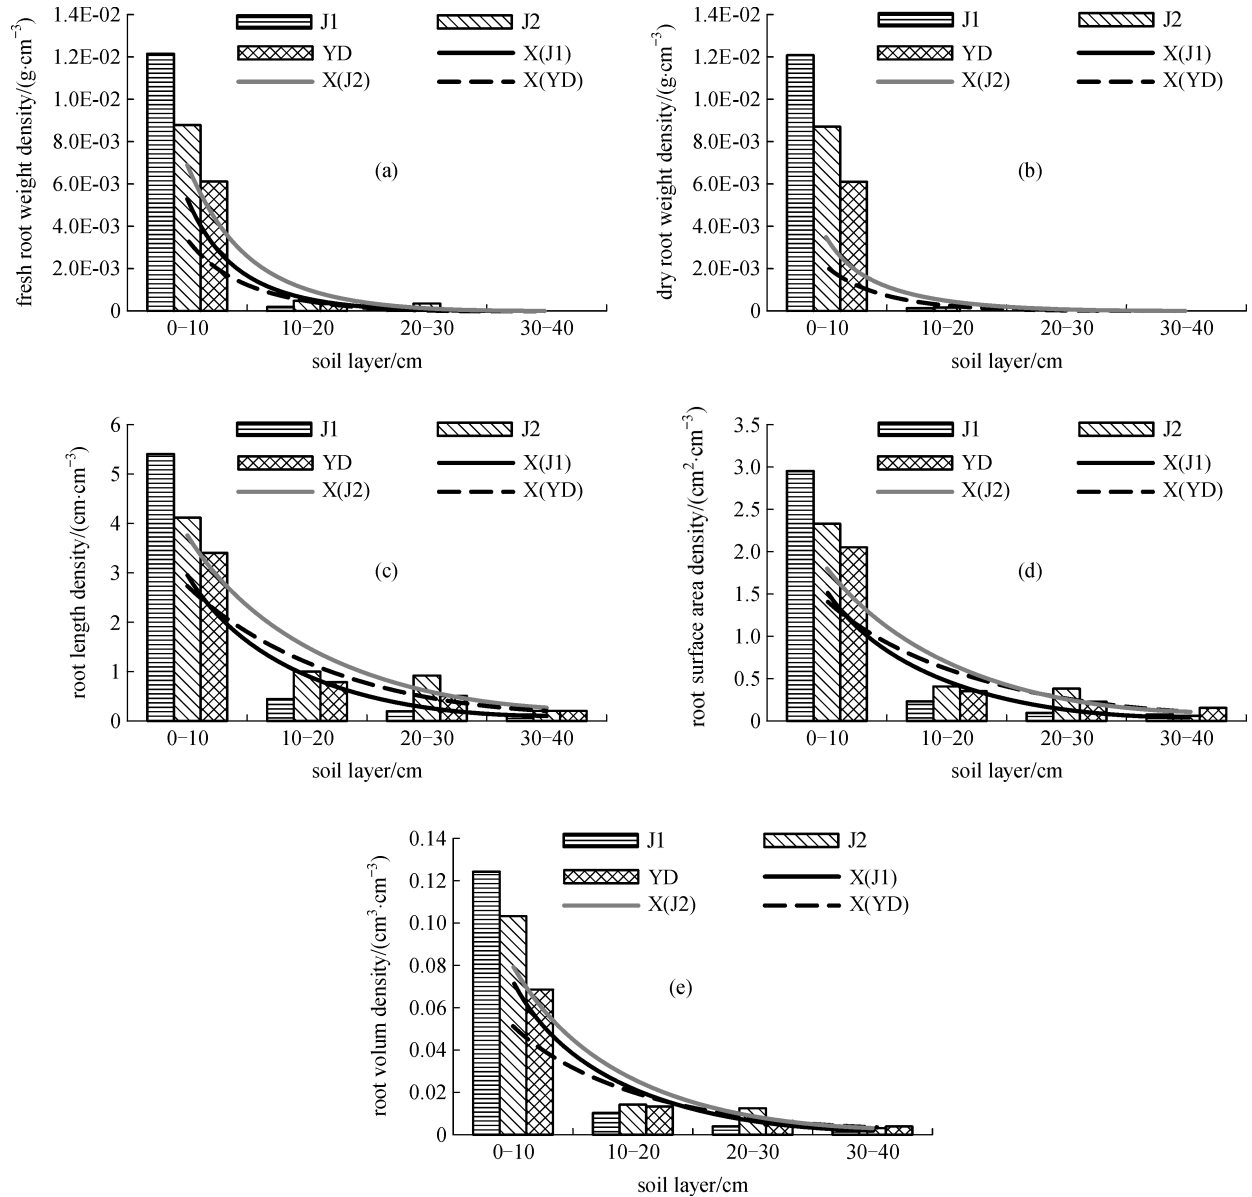 fresh root weight density/(g·cm⁻³)
1.4E-02
1.2E-02
1.0E-02
8.0E-03
6.0E-03
4.0E-03
2.0E-03
0
J1
J2
YD
X(J1)
X(J2)
X(YD)
(a)
0−10
10−20
20−30
30−40
soil layer/cm
dry root weight density/(g·cm⁻³)
1.4E-02
1.2E-02
1.0E-02
8.0E-03
6.0E-03
4.0E-03
2.0E-03
0
J1
J2
YD
X(J1)
X(J2)
X(YD)
(b)
0−10
10−20
20−30
30−40
soil layer/cm
root length density/(cm·cm⁻³)
6
5
4
3
2
1
0
J1
J2
YD
X(J1)
X(J2)
X(YD)
(c)
0−10
10−20
20−30
30−40
soil layer/cm
root surface area density/(cm²·cm⁻³)
3.5
3.0
2.5
2.0
1.5
1.0
0.5
0
J1
J2
YD
X(J1)
X(J2)
X(YD)
(d)
0−10
10−20
20−30
30−40
soil layer/cm
root volum density/(cm³·cm⁻³)
0.14
0.12
0.10
0.08
0.06
0.04
0.02
0
J1
J2
YD
X(J1)
X(J2)
X(YD)
(e)
0−10
10−20
20−30
30−40
soil layer/cm